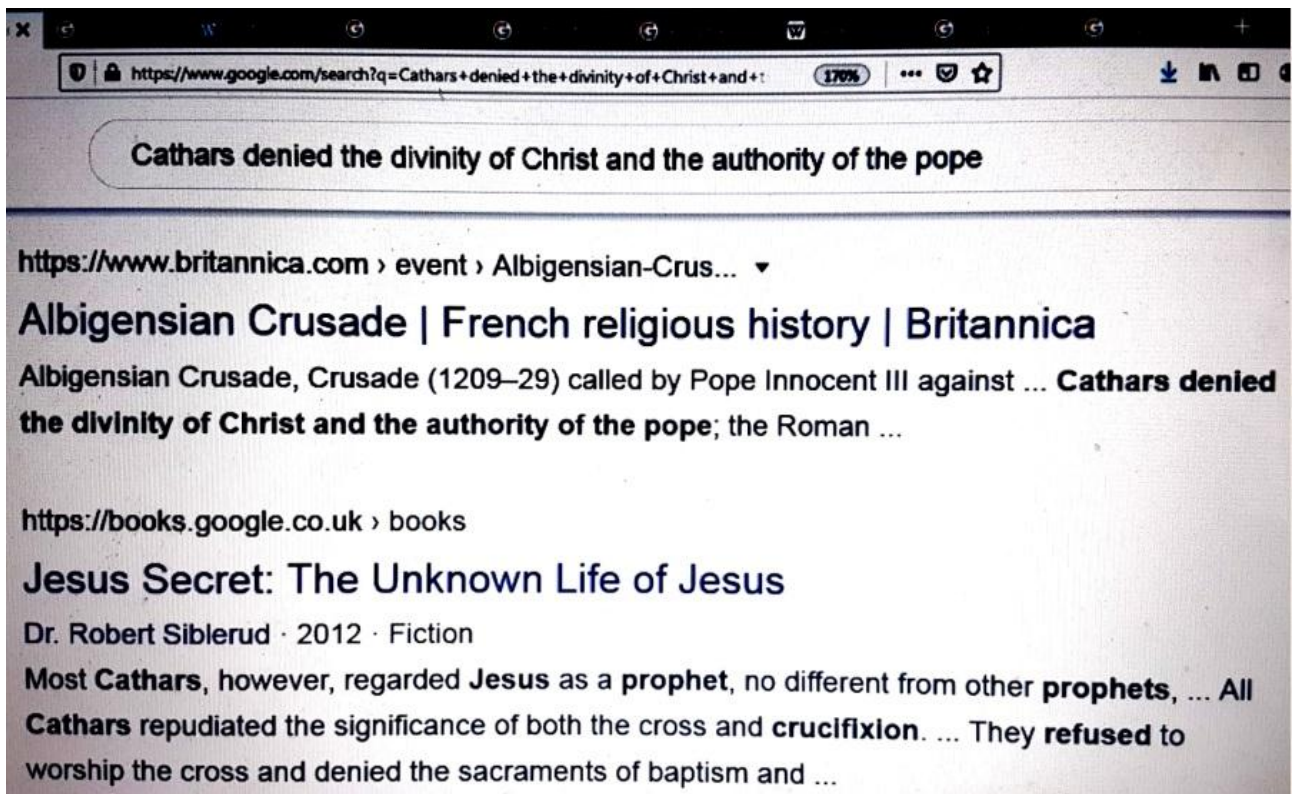 https://www.google.com/search?q=Cathars+denied+the+divinity+of+Christ+and+t
170%
Cathars denied the divinity of Christ and the authority of the pope
https://www.britannica.com › event › Albigensian-Crus...
Albigensian Crusade | French religious history | Britannica
Albigensian Crusade, Crusade (1209–29) called by Pope Innocent III against ... Cathars denied
the divinity of Christ and the authority of the pope; the Roman ...
https://books.google.co.uk › books
Jesus Secret: The Unknown Life of Jesus
Dr. Robert Siblerud · 2012 · Fiction
Most Cathars, however, regarded Jesus as a prophet, no different from other prophets, ... All
Cathars repudiated the significance of both the cross and crucifixion. ... They refused to
worship the cross and denied the sacraments of baptism and ...